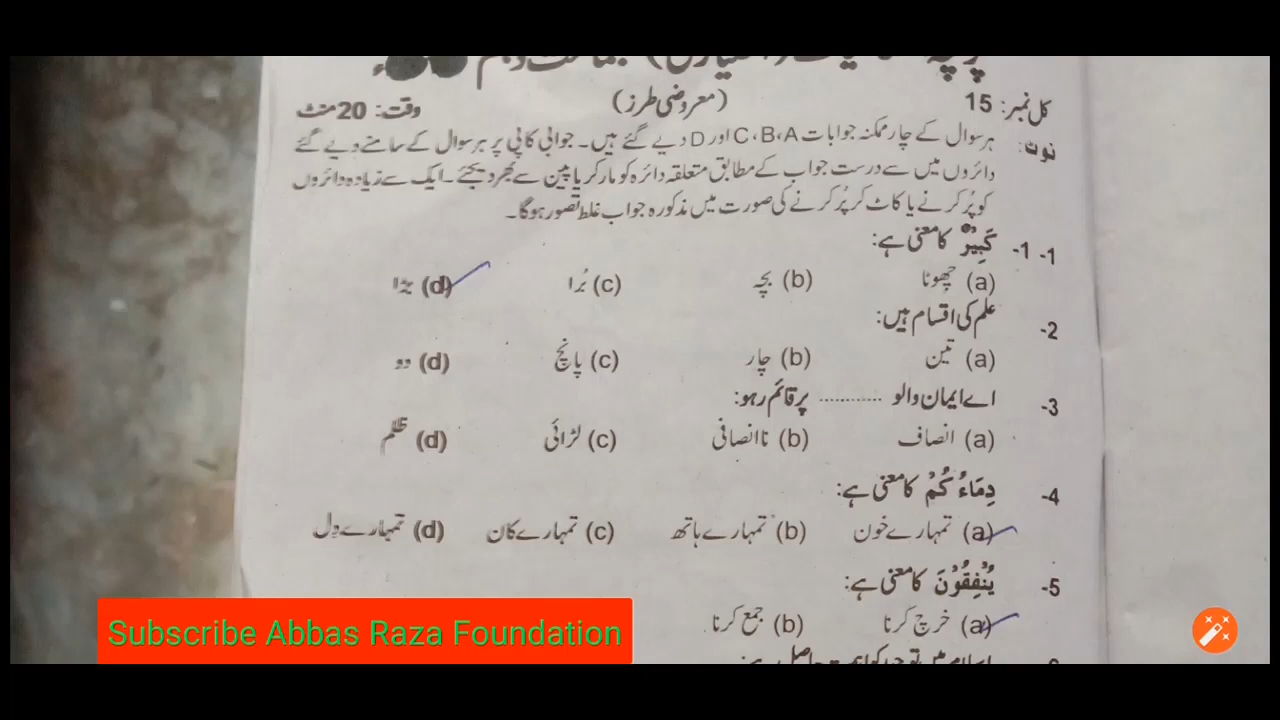 کل نمبر: 15 (معروضی طرز) وقت: 20 منٹ
نوٹ: ہر سوال کے چار ممکنہ جوابات C،B،A اور D دیے گئے ہیں۔ جوابی کاپی پر ہر سوال کے سامنے دیے گئے
دائروں میں سے درست جواب کے مطابق متعلقہ دائرہ کو مارکر یا پین سے بھر دیجئے۔ ایک سے زیادہ دائروں
کو پُر کرنے یا کاٹ کر پُر کرنے کی صورت میں مذکورہ جواب غلط تصور ہوگا۔
1- 1- کَبِیْرٌ کا معنی ہے:
(a) چھوٹا (b) بچہ (c) بُرا (d) بڑا
2- علم کی اقسام ہیں:
(a) تین (b) چار (c) پانچ (d) دو
3- اے ایمان والو ............ پر قائم رہو:
(a) انصاف (b) ناانصافی (c) لڑائی (d) ظلم
4- دِمَاءُ کُمْ کا معنی ہے:
(a) تمہارے خون (b) تمہارے ہاتھ (c) تمہارے کان (d) تمہارے دِل
5- یُنْفِقُوْنَ کا معنی ہے:
(a) خرچ کرنا (b) جمع کرنا
Subscribe Abbas Raza Foundation